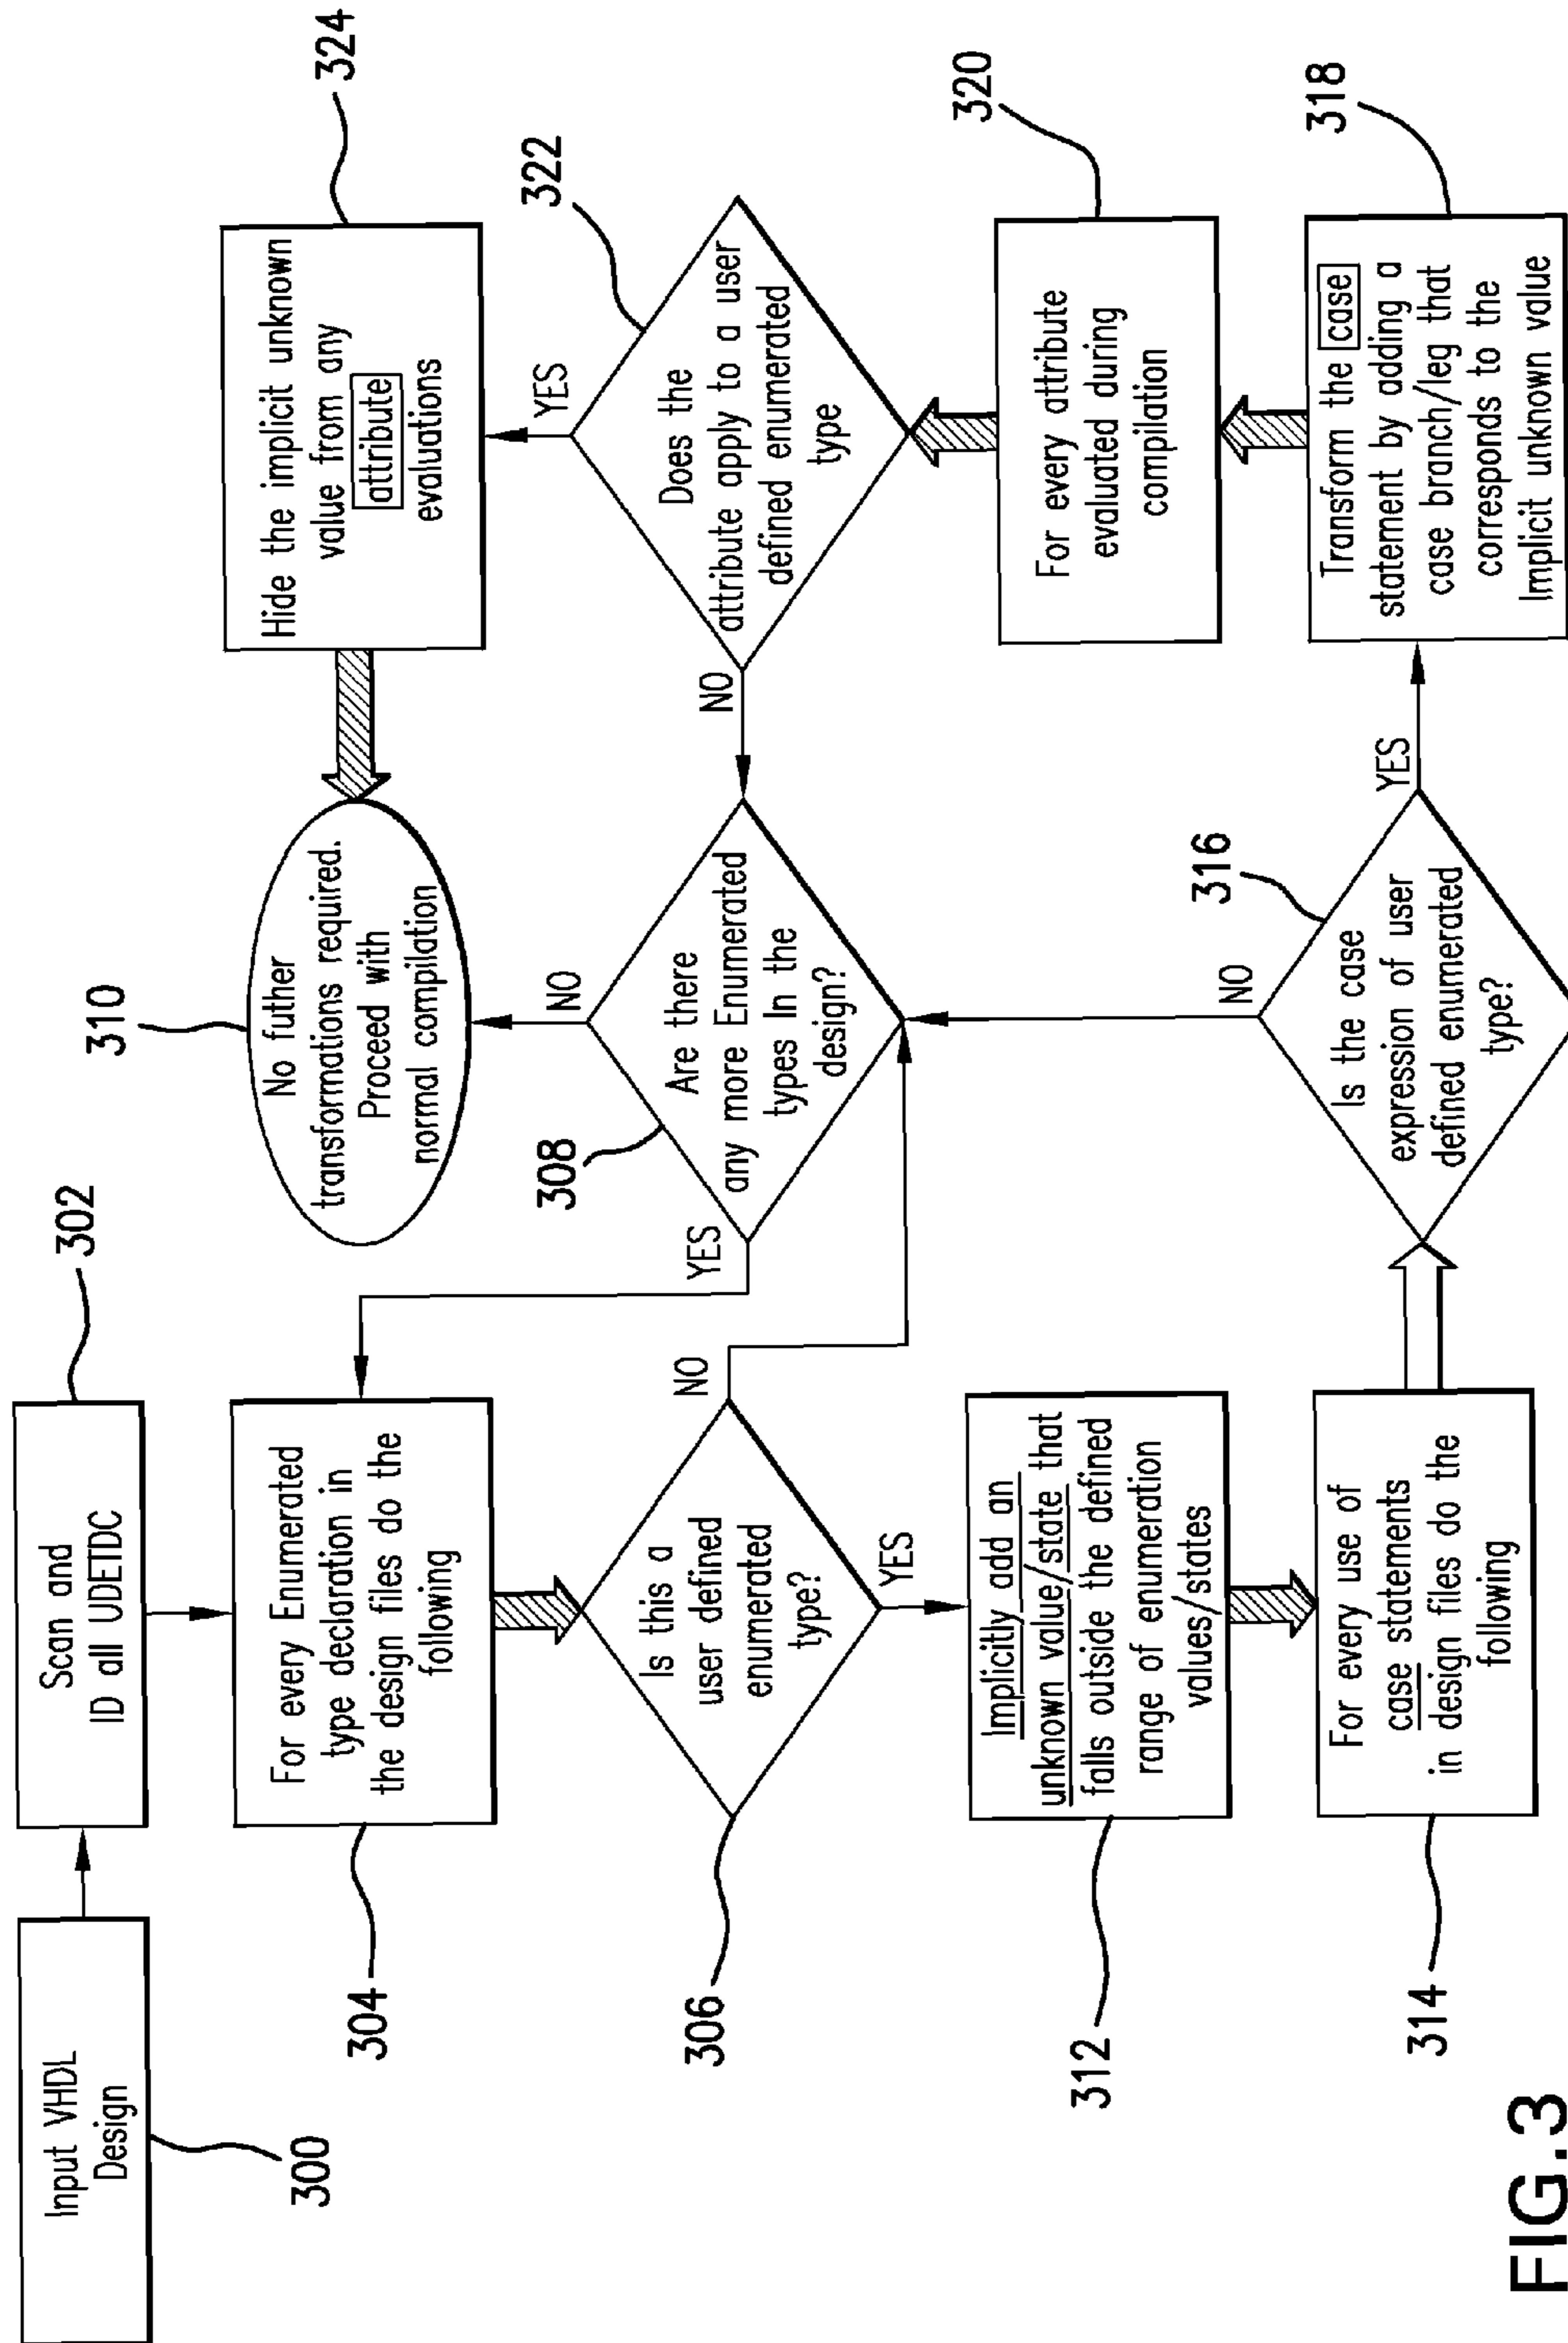 Input VHDL
Design
300
Scan and
ID all UDETDC
302
For every Enumerated
type declaration in
the design files do the
following
304
Is this a
user defined
enumerated
type?
306
NO
YES
Are there
any more Enumerated
types In the
design?
308
YES
NO
No futher
transformations required.
Proceed with
normal compilation
310
Implicitly add an
unknown value/state that
falls outside the defined
range of enumeration
values/states
312
For every use of
case statements
in design files do the
following
314
Is the case
expression of user
defined enumerated
type?
316
NO
YES
Transform the case
statement by adding a
case branch/leg that
corresponds to the
Implicit unknown value
318
For every attribute
evaluated during
compilation
320
Does the
attribute apply to a user
defined enumerated
type
322
NO
YES
Hide the implicit unknown
value from any
attribute
evaluations
324
FIG.3